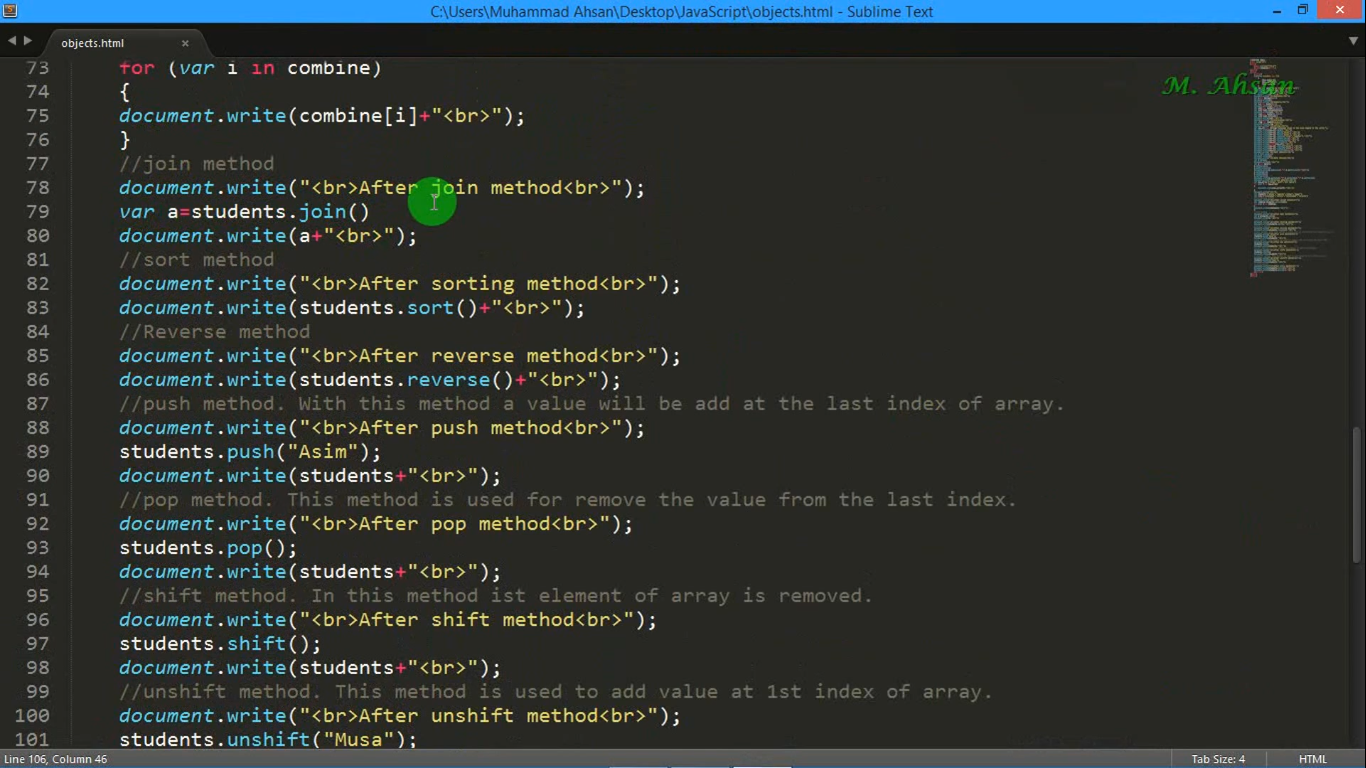 C:\Users\Muhammad Ahsan\Desktop\JavaScript\objects.html - Sublime Text
objects.html
M. Ahsan
73 for (var i in combine)
74 {
75 document.write(combine[i]+"<br>");
76 }
77 //join method
78 document.write("<br>After join method<br>");
79 var a=students.join()
80 document.write(a+"<br>");
81 //sort method
82 document.write("<br>After sorting method<br>");
83 document.write(students.sort()+"<br>");
84 //Reverse method
85 document.write("<br>After reverse method<br>");
86 document.write(students.reverse()+"<br>");
87 //push method. With this method a value will be add at the last index of array.
88 document.write("<br>After push method<br>");
89 students.push("Asim");
90 document.write(students+"<br>");
91 //pop method. This method is used for remove the value from the last index.
92 document.write("<br>After pop method<br>");
93 students.pop();
94 document.write(students+"<br>");
95 //shift method. In this method ist element of array is removed.
96 document.write("<br>After shift method<br>");
97 students.shift();
98 document.write(students+"<br>");
99 //unshift method. This method is used to add value at 1st index of array.
100 document.write("<br>After unshift method<br>");
101 students.unshift("Musa");
Line 106, Column 46
Tab Size: 4
HTML